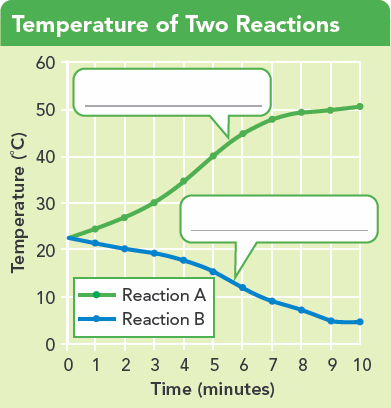 Temperature of Two Reactions
60
50
40
30
20
10
0
Temperature (°C)
Reaction A
Reaction B
0 1 2 3 4 5 6 7 8 9 10
Time (minutes)